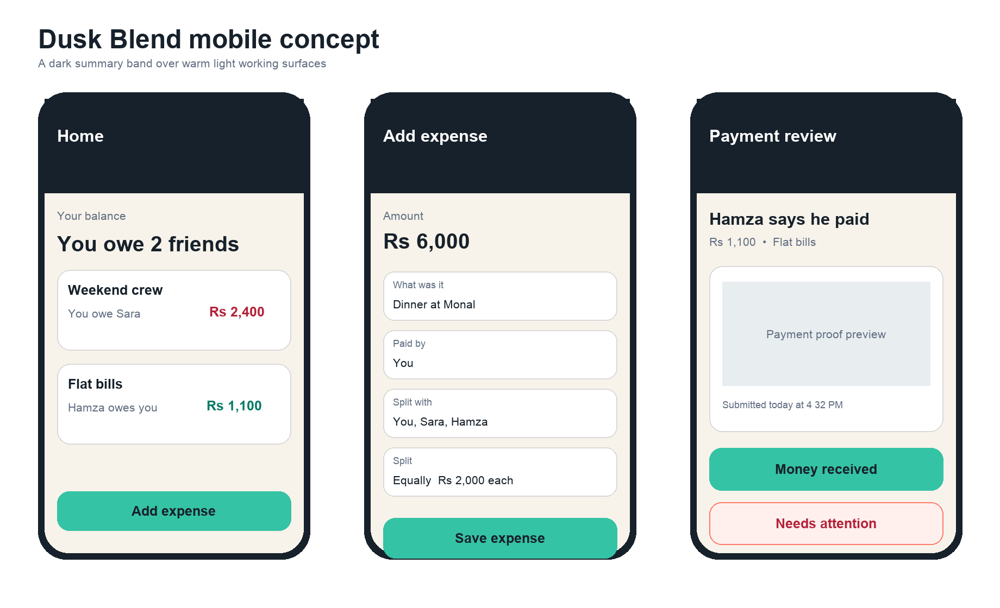 Dusk Blend mobile concept
A dark summary band over warm light working surfaces
Home
Your balance
You owe 2 friends
Weekend crew
You owe Sara Rs 2,400
Flat bills
Hamza owes you Rs 1,100
Add expense
Add expense
Amount
Rs 6,000
What was it
Dinner at Monal
Paid by
You
Split with
You, Sara, Hamza
Split
Equally  Rs 2,000 each
Save expense
Payment review
Hamza says he paid
Rs 1,100 • Flat bills
Payment proof preview
Submitted today at 4 32 PM
Money received
Needs attention